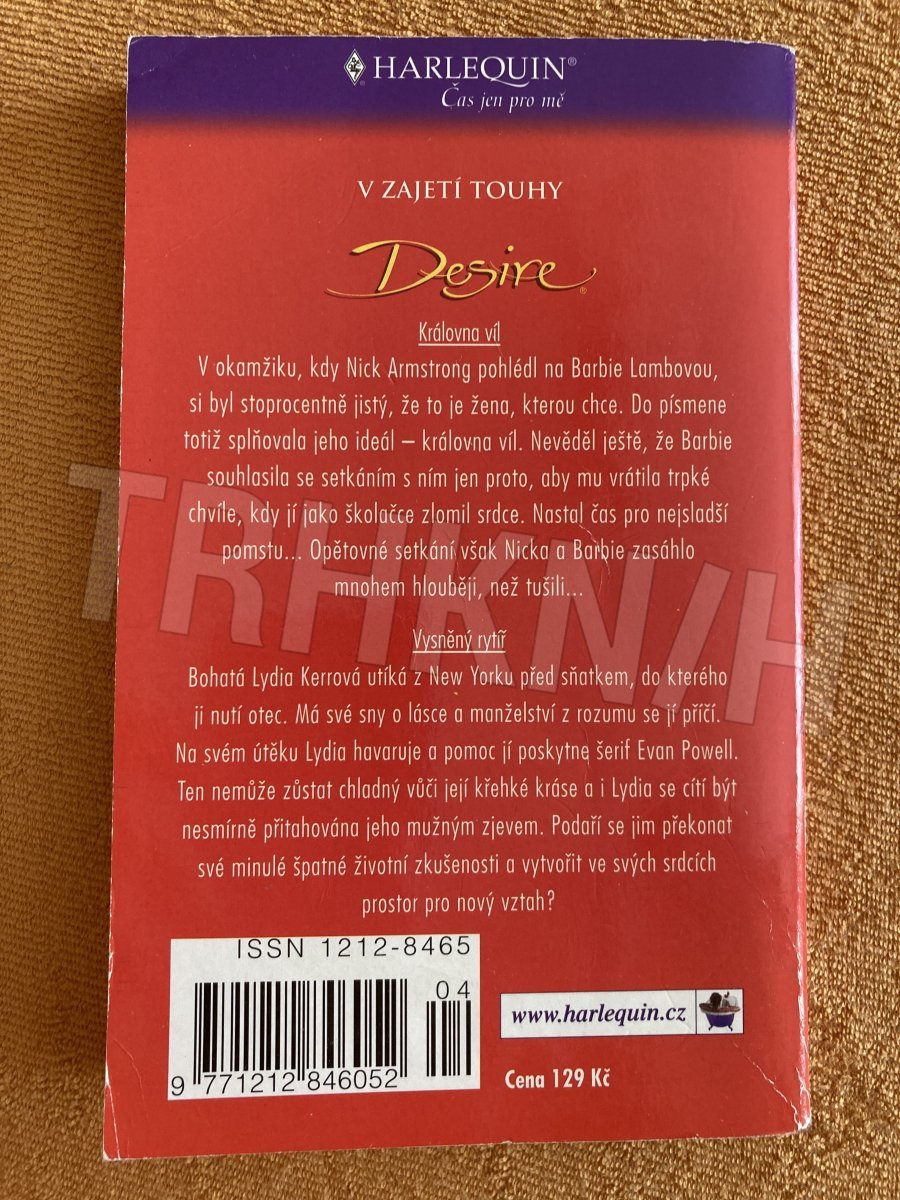 HARLEQUIN®
Čas jen pro mě
V ZAJETÍ TOUHY
Desire®
Královna víl
V okamžiku, kdy Nick Armstrong pohlédl na Barbie Lambovou,
si byl stoprocentně jistý, že to je žena, kterou chce. Do písmene
totiž splňovala jeho ideál – královna víl. Nevěděl ještě, že Barbie
souhlasila se setkáním s ním jen proto, aby mu vrátila trpké
chvíle, kdy jí jako školačce zlomil srdce. Nastal čas pro nejsladší
pomstu... Opětovné setkání však Nicka a Barbie zasáhlo
mnohem hlouběji, než tušili...
TRHKNIH
Vysněný rytíř
Bohatá Lydia Kerrová utíká z New Yorku před sňatkem, do kterého
ji nutí otec. Má své sny o lásce a manželství z rozumu se jí příčí.
Na svém útěku Lydia havaruje a pomoc jí poskytne šerif Evan Powell.
Ten nemůže zůstat chladný vůči její křehké kráse a i Lydia se cítí být
nesmírně přitahována jeho mužným zjevem. Podaří se jim překonat
své minulé špatné životní zkušenosti a vytvořit ve svých srdcích
prostor pro nový vztah?
ISSN 1212-8465
04
9 771212 846052
www.harlequin.cz
Cena 129 Kč